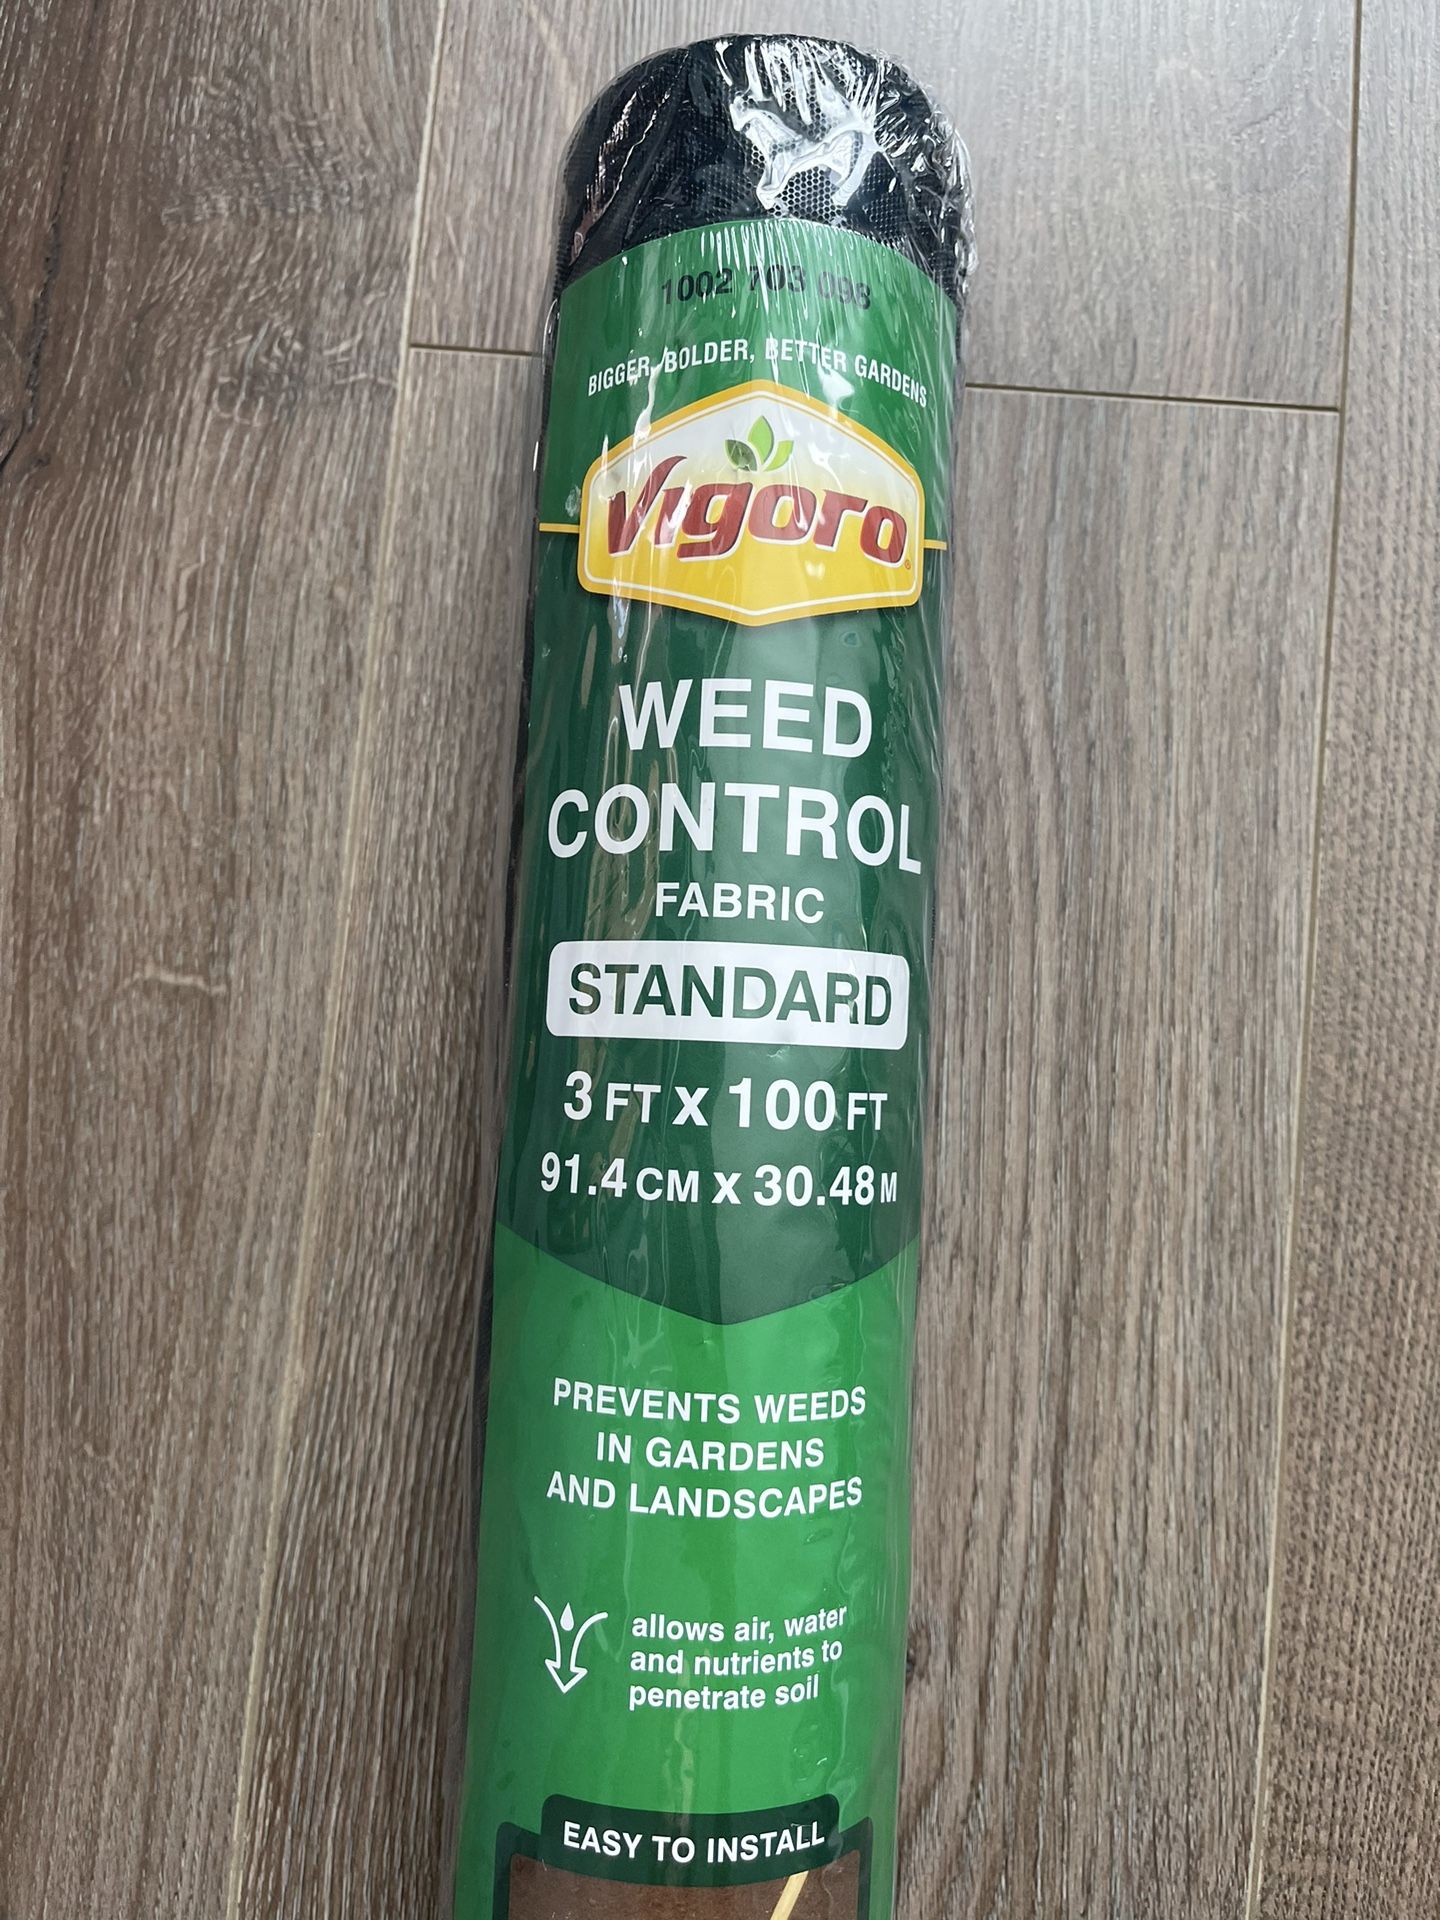 1002 703 098
BIGGER, BOLDER, BETTER GARDENS
Vigoro®
WEED
CONTROL
FABRIC
STANDARD
3 FT X 100 FT
91.4 CM X 30.48 M
PREVENTS WEEDS
IN GARDENS
AND LANDSCAPES
allows air, water
and nutrients to
penetrate soil
EASY TO INSTALL